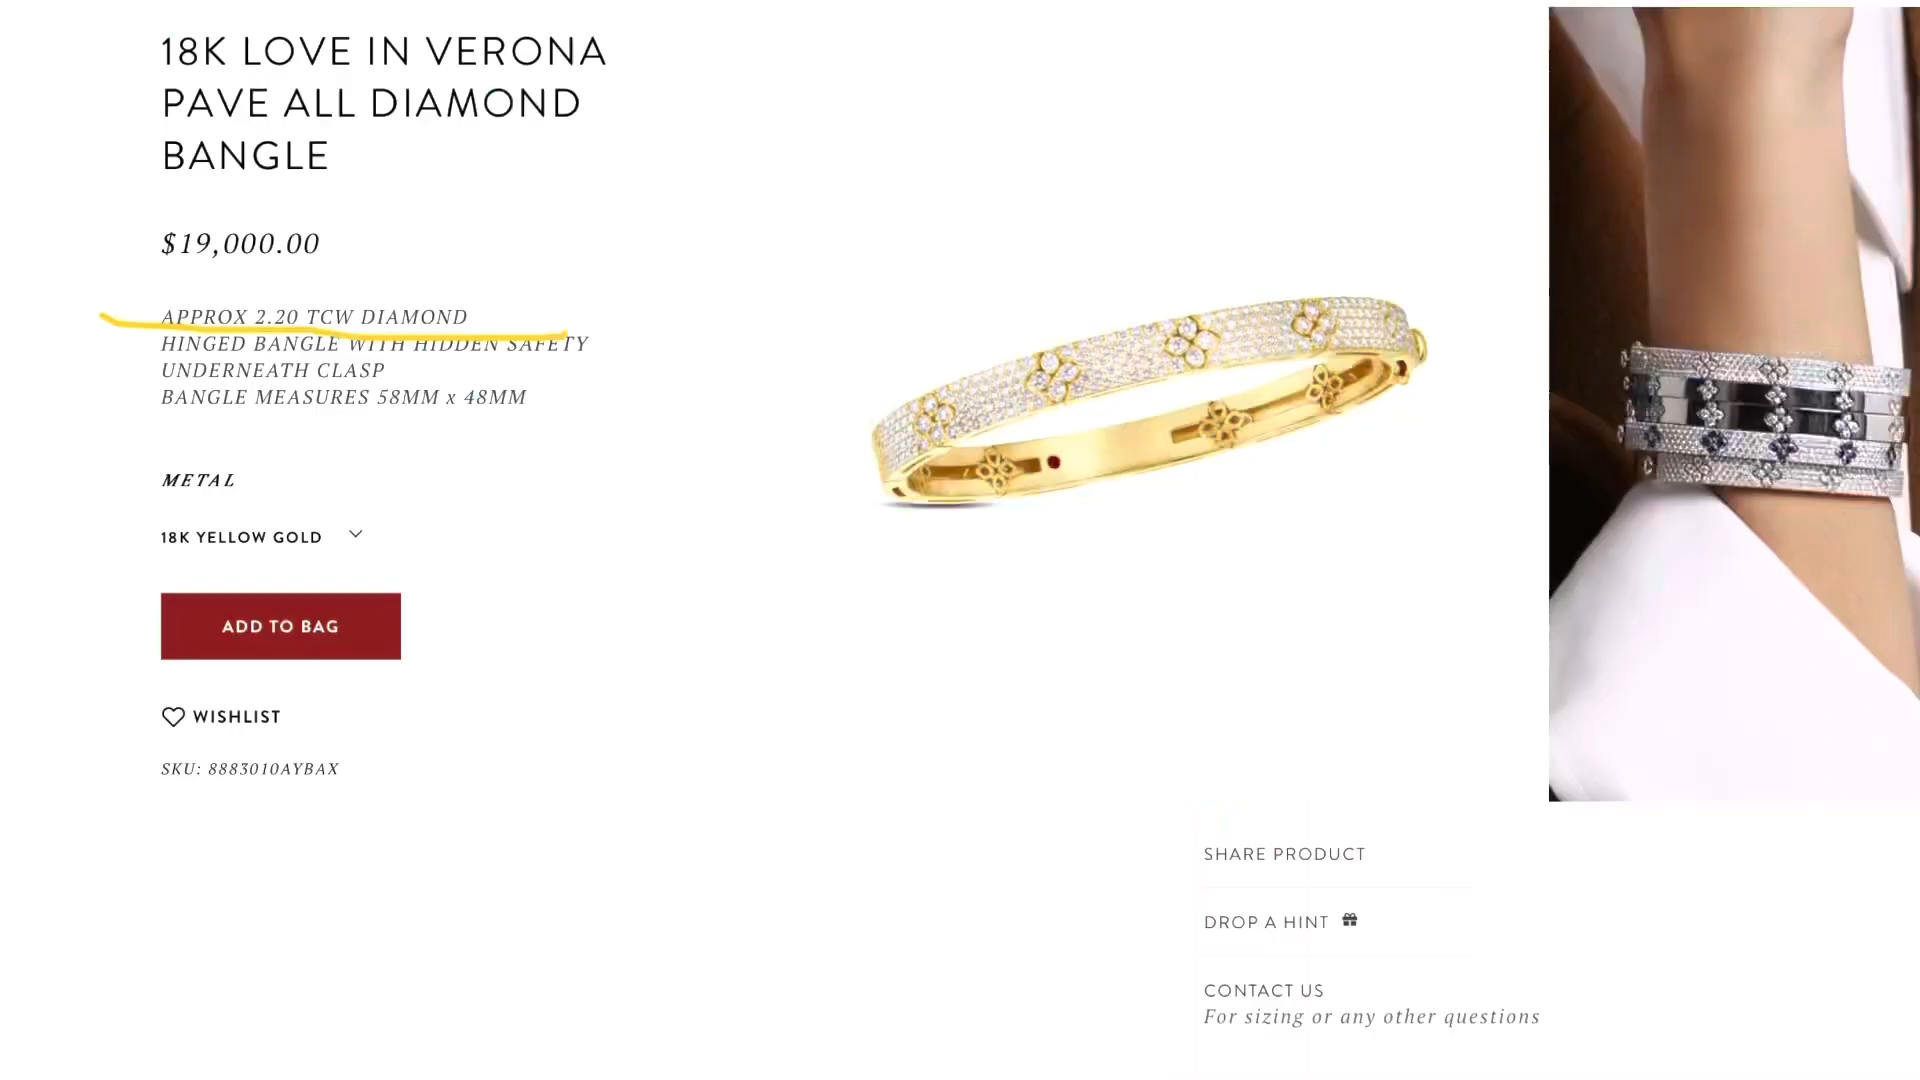 18K LOVE IN VERONA
PAVE ALL DIAMOND
BANGLE
$19,000.00
APPROX 2.20 TCW DIAMOND
HINGED BANGLE WITH HIDDEN SAFETY
UNDERNEATH CLASP
BANGLE MEASURES 58MM x 48MM
METAL
18K YELLOW GOLD
ADD TO BAG
WISHLIST
SKU: 8883010AYBAX
SHARE PRODUCT
DROP A HINT
CONTACT US
For sizing or any other questions